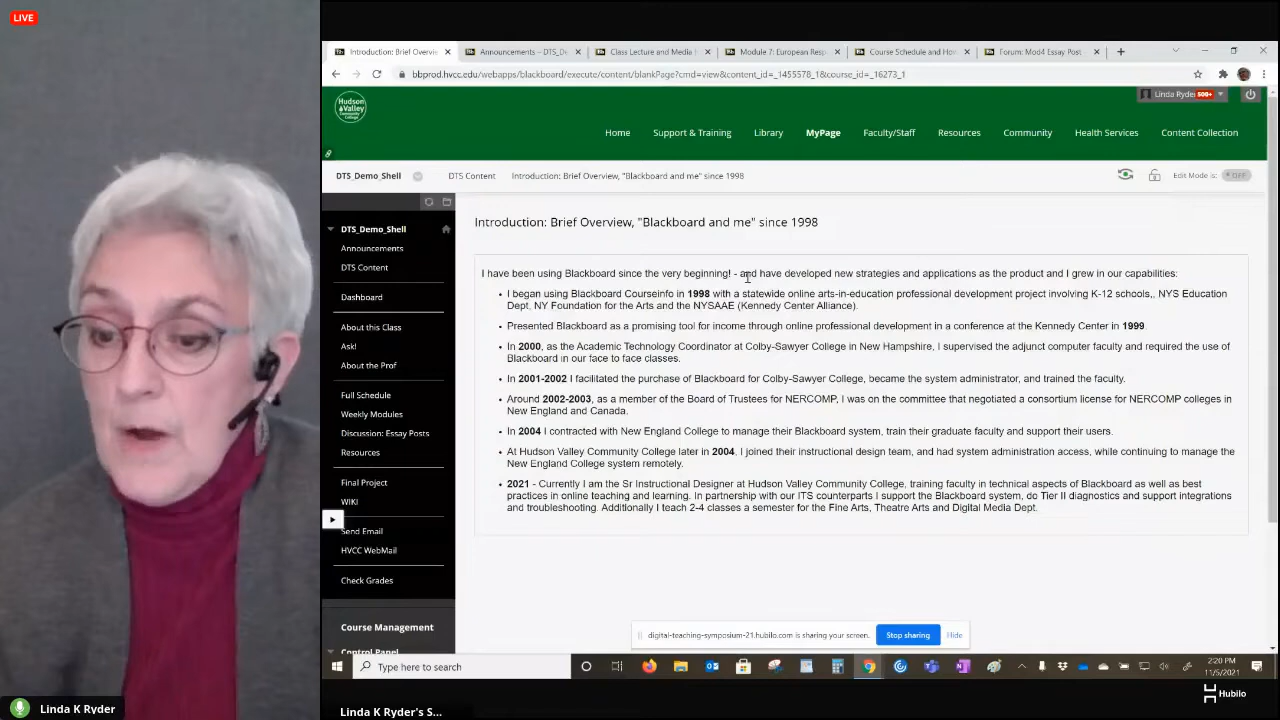 LIVE
Introduction: Brief Overvie
Announcements – DTS_De
Class Lecture and Media
Module 7: European Resp
Course Schedule and Hov
Forum: Mod4 Essay Post
bbprod.hvcc.edu/webapps/blackboard/execute/content/blankPage?cmd=view&content_id=_1455578_1&course_id=_16273_1
Hudson Valley Community College
Linda Ryder 500+
Home Support & Training Library MyPage Faculty/Staff Resources Community Health Services Content Collection
DTS_Demo_Shell DTS Content Introduction: Brief Overview, "Blackboard and me" since 1998 Edit Mode is: OFF
DTS_Demo_Shell
Announcements
DTS Content
Dashboard
About this Class
Ask!
About the Prof
Full Schedule
Weekly Modules
Discussion: Essay Posts
Resources
Final Project
WIKI
Send Email
HVCC WebMail
Check Grades
Course Management
Control Panel
Introduction: Brief Overview, "Blackboard and me" since 1998
I have been using Blackboard since the very beginning! - and have developed new strategies and applications as the product and I grew in our capabilities:
• I began using Blackboard Courseinfo in 1998 with a statewide online arts-in-education professional development project involving K-12 schools,, NYS Education
Dept, NY Foundation for the Arts and the NYSAAE (Kennedy Center Alliance).
• Presented Blackboard as a promising tool for income through online professional development in a conference at the Kennedy Center in 1999.
• In 2000, as the Academic Technology Coordinator at Colby-Sawyer College in New Hampshire, I supervised the adjunct computer faculty and required the use of
Blackboard in our face to face classes.
• In 2001-2002 I facilitated the purchase of Blackboard for Colby-Sawyer College, became the system administrator, and trained the faculty.
• Around 2002-2003, as a member of the Board of Trustees for NERCOMP, I was on the committee that negotiated a consortium license for NERCOMP colleges in
New England and Canada.
• In 2004 I contracted with New England College to manage their Blackboard system, train their graduate faculty and support their users.
• At Hudson Valley Community College later in 2004, I joined their instructional design team, and had system administration access, while continuing to manage the
New England College system remotely.
• 2021 - Currently I am the Sr Instructional Designer at Hudson Valley Community College, training faculty in technical aspects of Blackboard as well as best
practices in online teaching and learning. In partnership with our ITS counterparts I support the Blackboard system, do Tier II diagnostics and support integrations
and troubleshooting. Additionally I teach 2-4 classes a semester for the Fine Arts, Theatre Arts and Digital Media Dept.
digital-teaching-symposium-21.hubilo.com is sharing your screen. Stop sharing Hide
Type here to search
2:20 PM
11/5/2021
Hubilo
Linda K Ryder
Linda K Ryder's S...